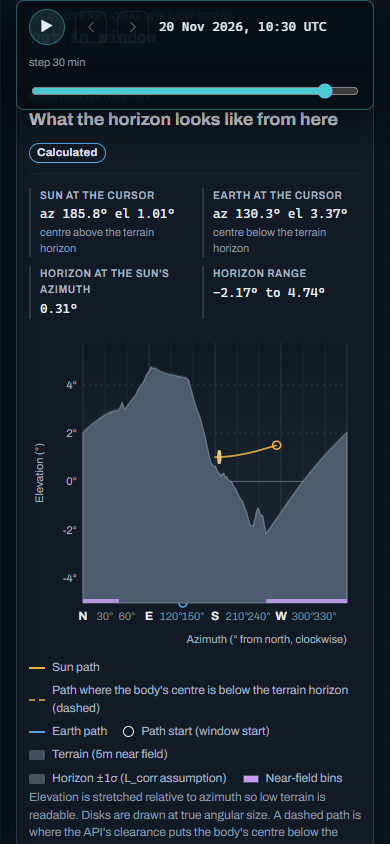 20 Nov 2026, 10:30 UTC
not in window
step 30 min
What the horizon looks like from here
Calculated
SUN AT THE CURSOR
az 185.8° el 1.01°
centre above the terrain
horizon
EARTH AT THE CURSOR
az 130.3° el 3.37°
centre below the terrain
horizon
HORIZON AT THE SUN'S
AZIMUTH
0.31°
HORIZON RANGE
−2.17° to 4.74°
Elevation (°)
4°
2°
0°
-2°
-4°
N 30° 60° E 120°150° S 210°240° W 300°330°
Azimuth (° from north, clockwise)
Sun path
Path where the body's centre is below the terrain horizon
(dashed)
Earth path Path start (window start)
Terrain (5m near field)
Horizon ±1σ (L_corr assumption) Near-field bins
Elevation is stretched relative to azimuth so low terrain is
readable. Disks are drawn at true angular size. A dashed path is
where the API's clearance puts the body's centre below the